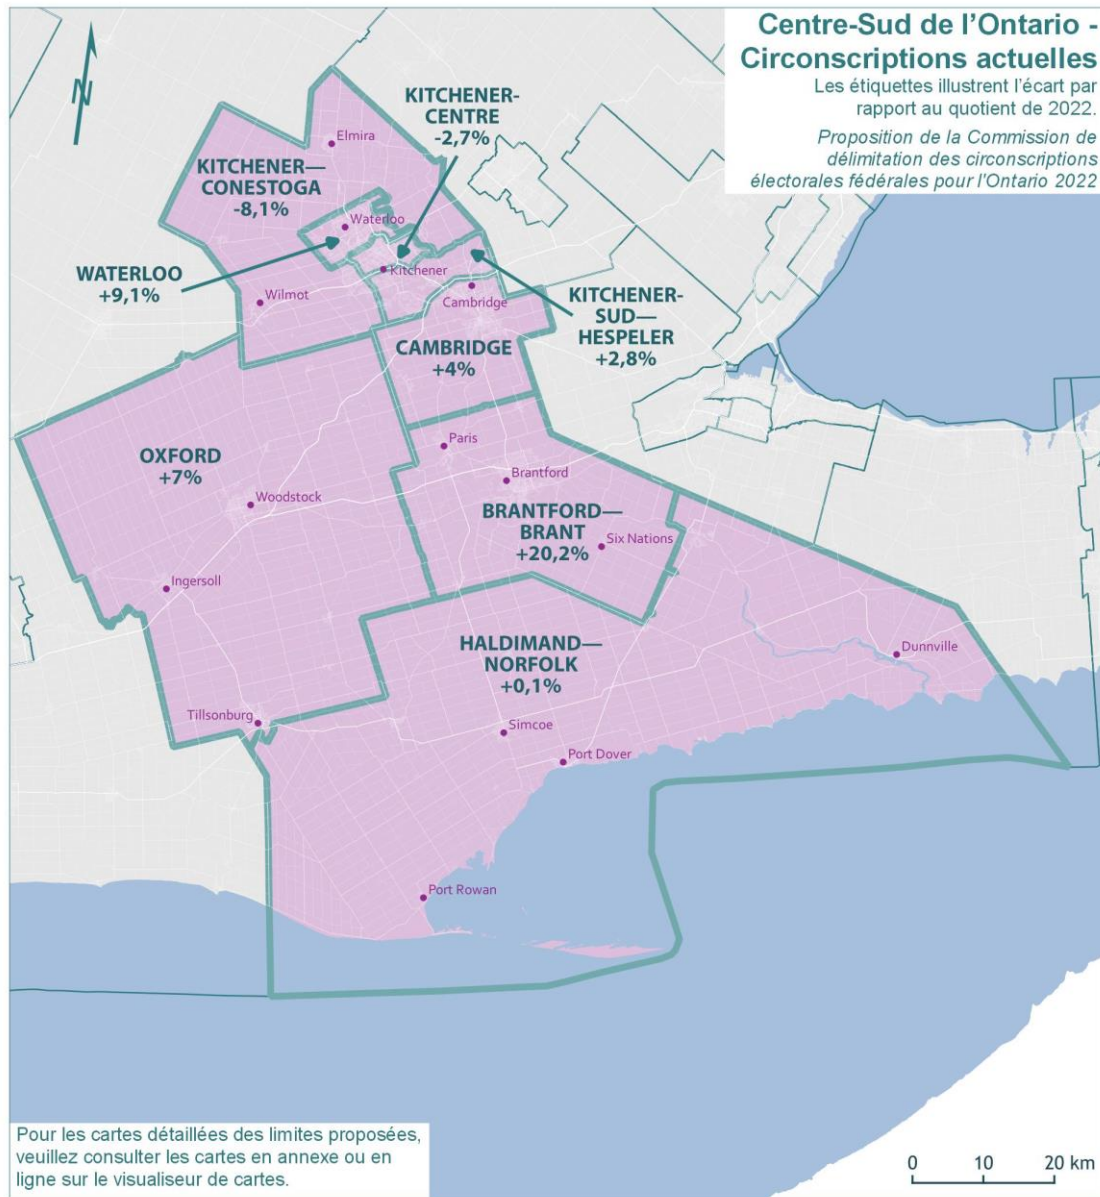 Centre-Sud de l'Ontario -
Circonscriptions actuelles
Les étiquettes illustrent l'écart par
rapport au quotient de 2022.
Proposition de la Commission de
délimitation des circonscriptions
électorales fédérales pour l'Ontario 2022
N
KITCHENER-
CENTRE
-2,7%
Elmira
KITCHENER—
CONESTOGA
-8,1%
Waterloo
WATERLOO
+9,1%
Kitchener
Wilmot
Cambridge
KITCHENER-
SUD—
HESPELER
+2,8%
CAMBRIDGE
+4%
OXFORD
+7%
Paris
Brantford
Woodstock
BRANTFORD—
BRANT
+20,2%
Six Nations
Ingersoll
HALDIMAND—
NORFOLK
+0,1%
Dunnville
Tillsonburg
Simcoe
Port Dover
Port Rowan
Pour les cartes détaillées des limites proposées,
veuillez consulter les cartes en annexe ou en
ligne sur le visualiseur de cartes.
0 10 20 km